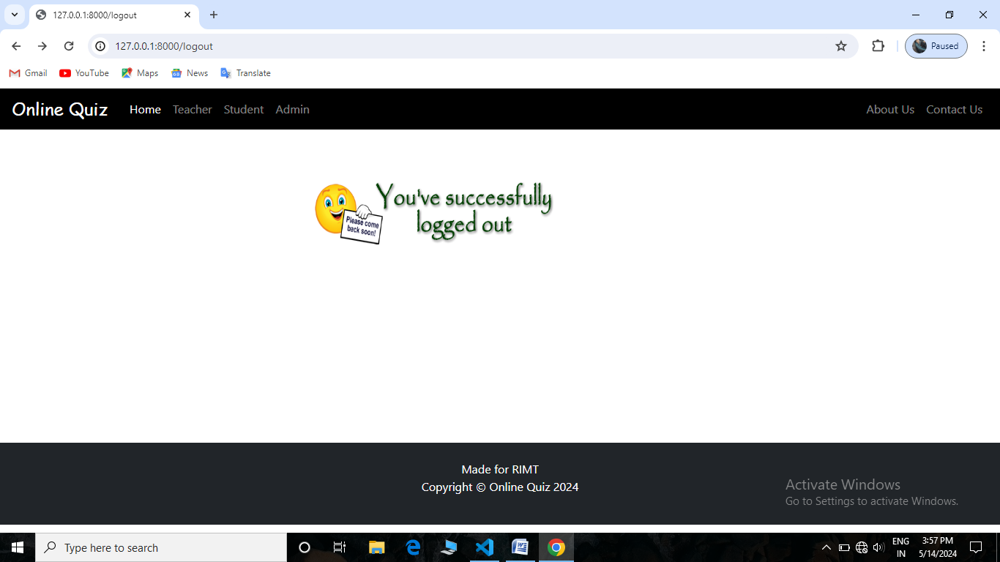 127.0.0.1:8000/logout
127.0.0.1:8000/logout
Paused
Gmail YouTube Maps News Translate
Online Quiz Home Teacher Student Admin About Us Contact Us
You've successfully
logged out
Please come
back soon!
Made for RIMT
Copyright © Online Quiz 2024
Activate Windows
Go to Settings to activate Windows.
Type here to search
ENG
IN
3:57 PM
5/14/2024